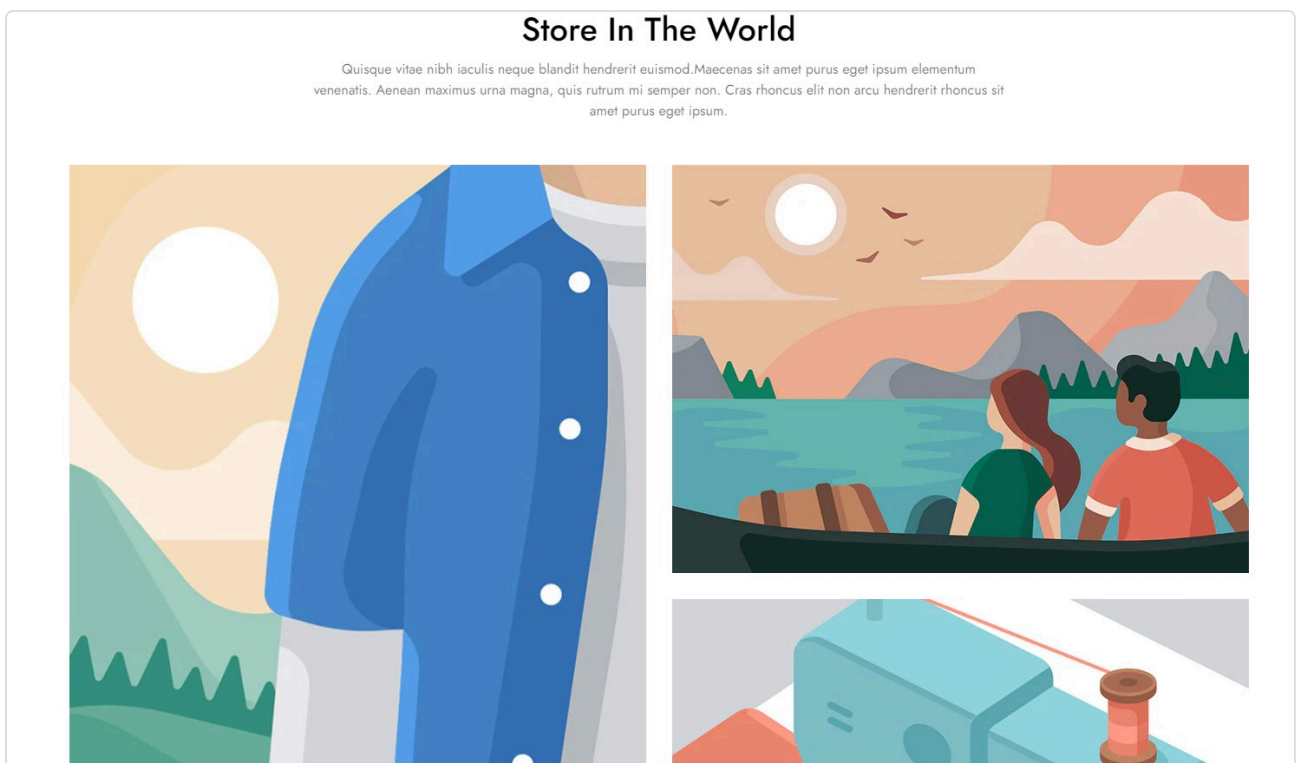 Store In The World
Quisque vitae nibh iaculis neque blandit hendrerit euismod.Maecenas sit amet purus eget ipsum elementum
venenatis. Aenean maximus urna magna, quis rutrum mi semper non. Cras rhoncus elit non arcu hendrerit rhoncus sit
amet purus eget ipsum.